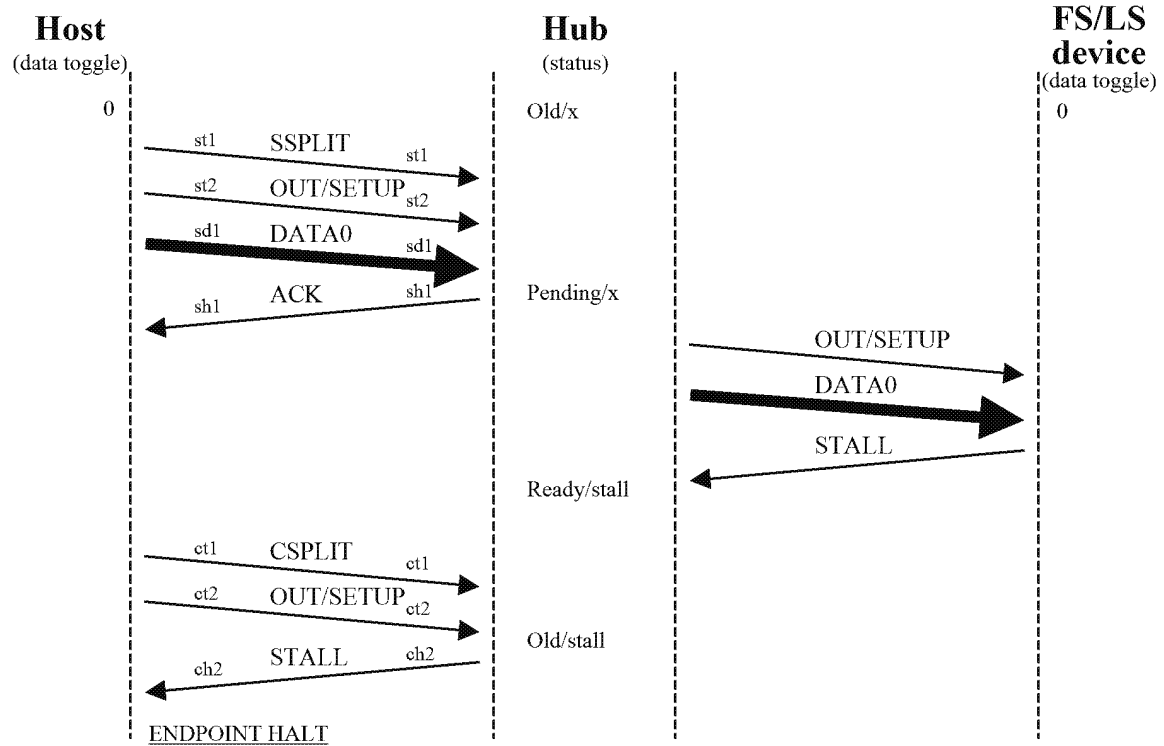 Host
(data toggle)
Hub
(status)
FS/LS
device
(data toggle)
0
Old/x
0
st1 SSPLIT st1
st2 OUT/SETUP st2
sd1 DATA0 sd1
sh1 ACK sh1
Pending/x
OUT/SETUP
DATA0
STALL
Ready/stall
ct1 CSPLIT ct1
ct2 OUT/SETUP ct2
Old/stall
ch2 STALL ch2
ENDPOINT HALT